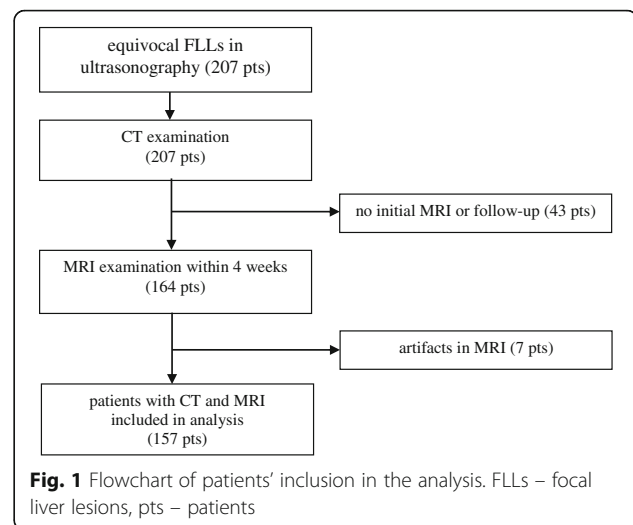 equivocal FLLs in
ultrasonography (207 pts)
CT examination
(207 pts)
no initial MRI or follow-up (43 pts)
MRI examination within 4 weeks
(164 pts)
artifacts in MRI (7 pts)
patients with CT and MRI
included in analysis
(157 pts)
Fig. 1 Flowchart of patients' inclusion in the analysis. FLLs – focal
liver lesions, pts – patients